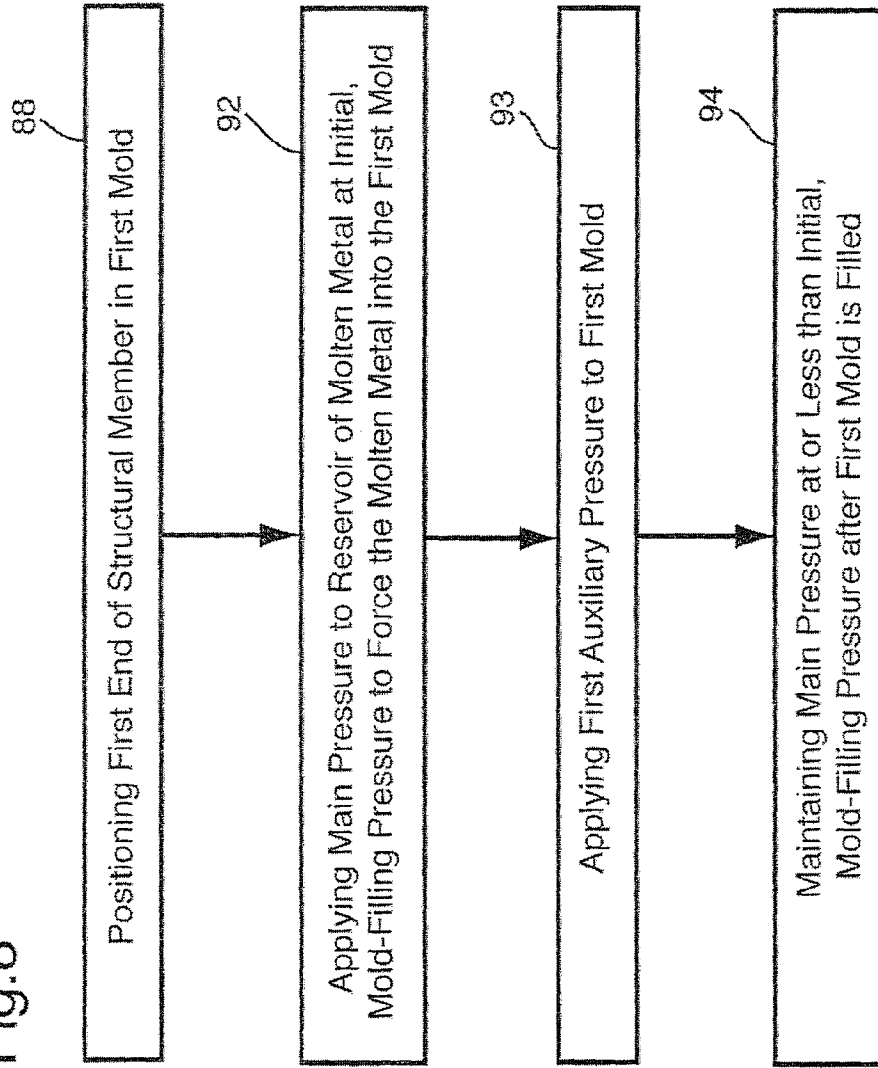 88
Positioning First End of Structural Member in First Mold
92
Applying Main Pressure to Reservoir of Molten Metal at Initial,
Mold-Filling Pressure to Force the Molten Metal into the First Mold
93
Applying First Auxiliary Pressure to First Mold
94
Maintaining Main Pressure at or Less than Initial,
Mold-Filling Pressure after First Mold is Filled